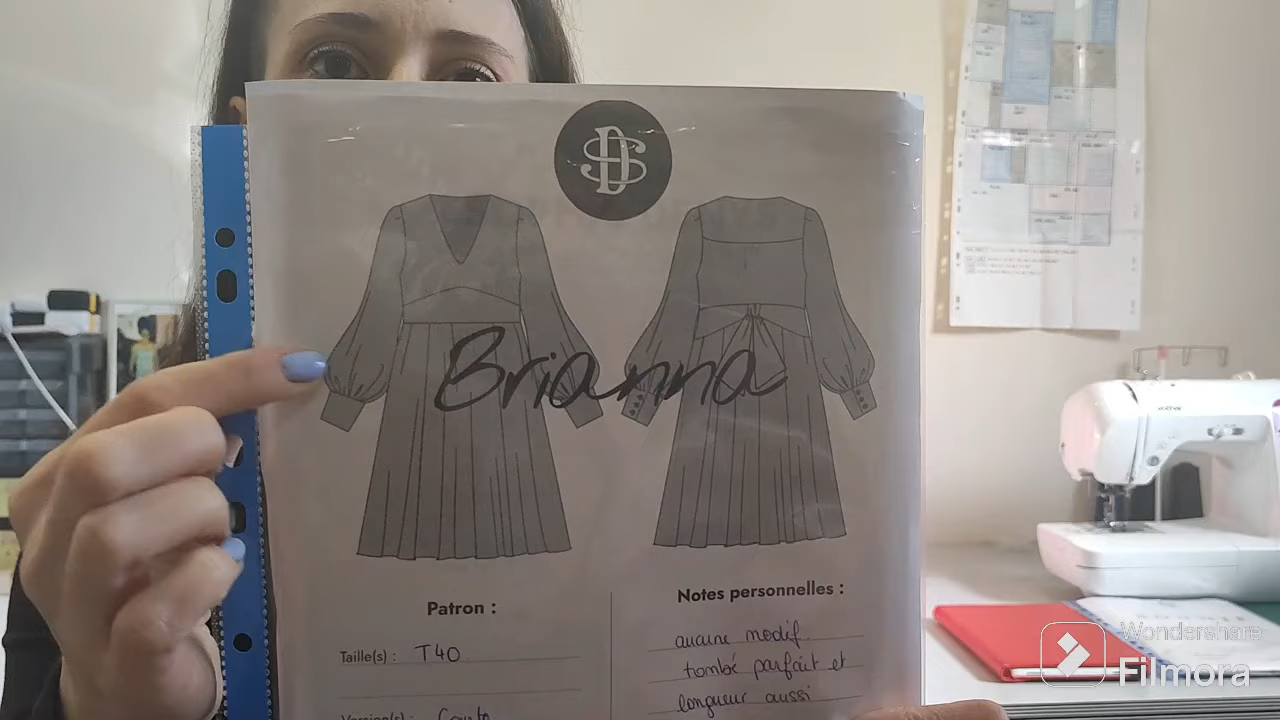 Brianna
Patron :
Taille(s) : T40
Notes personnelles :
aucune modif.
tombé parfait et
longueur aussi
Wondershare
Filmora